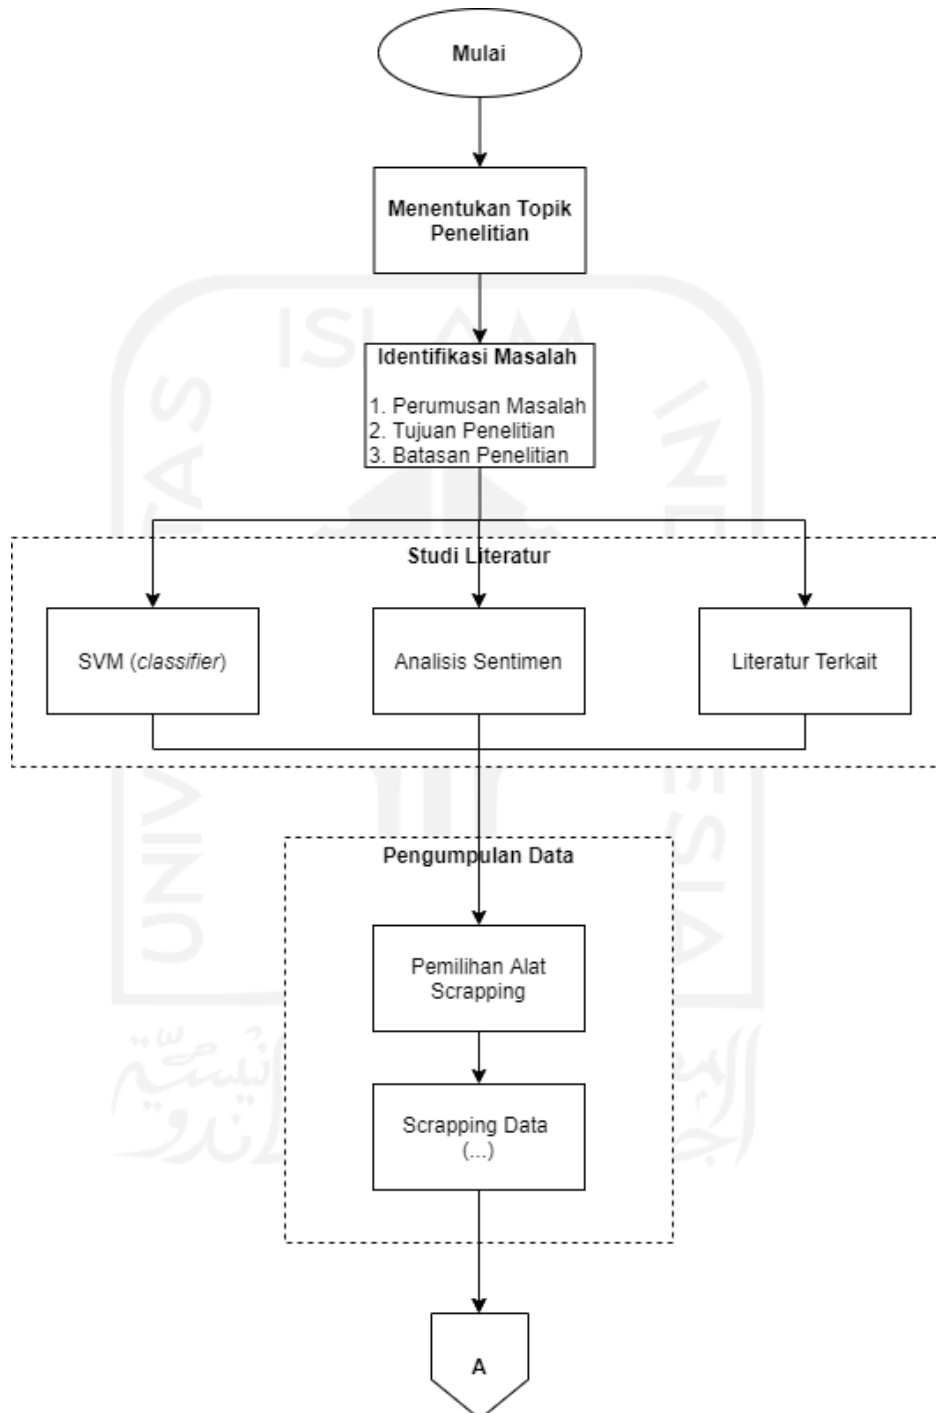 Mulai
Menentukan Topik
Penelitian
Identifikasi Masalah
1. Perumusan Masalah
2. Tujuan Penelitian
3. Batasan Penelitian
Studi Literatur
SVM (classifier)
Analisis Sentimen
Literatur Terkait
Pengumpulan Data
Pemilihan Alat
Scrapping
Scrapping Data
(...)
A